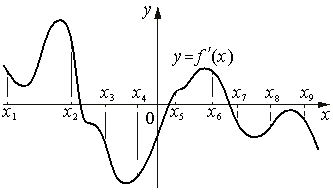 y
y=f′(x)
x₃ x₄ x₇ x₈ x₉
x₁ x₂ 0 x₅ x₆ x